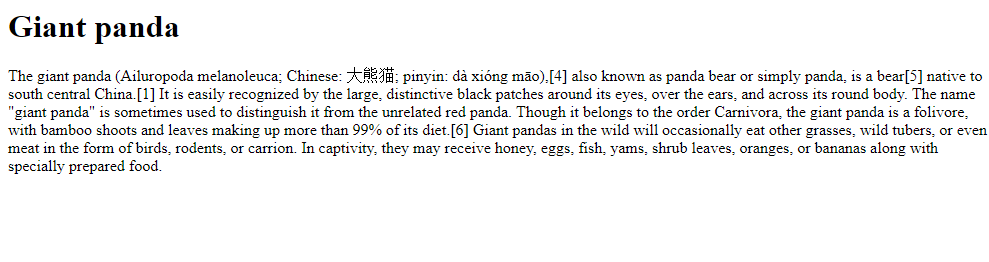 Giant panda
The giant panda (Ailuropoda melanoleuca; Chinese: 大熊猫; pinyin: dà xióng māo),[4] also known as panda bear or simply panda, is a bear[5] native to
south central China.[1] It is easily recognized by the large, distinctive black patches around its eyes, over the ears, and across its round body. The name
"giant panda" is sometimes used to distinguish it from the unrelated red panda. Though it belongs to the order Carnivora, the giant panda is a folivore,
with bamboo shoots and leaves making up more than 99% of its diet.[6] Giant pandas in the wild will occasionally eat other grasses, wild tubers, or even
meat in the form of birds, rodents, or carrion. In captivity, they may receive honey, eggs, fish, yams, shrub leaves, oranges, or bananas along with
specially prepared food.